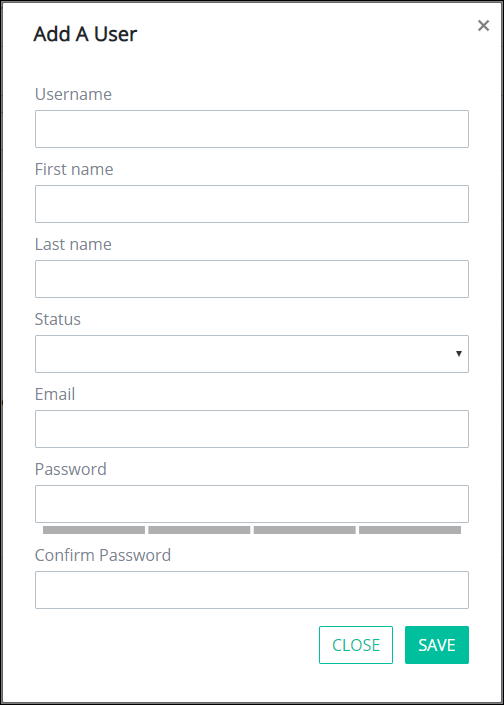 Add A User
×
Username
First name
Last name
Status
Email
Password
Confirm Password
CLOSE SAVE